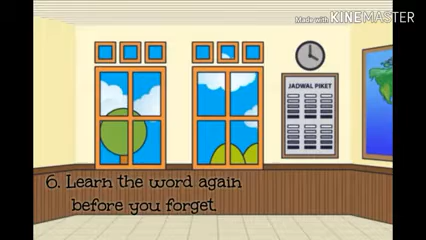 Made with KINEMASTER
JADWAL PIKET
6. Learn the word again
before you forget.